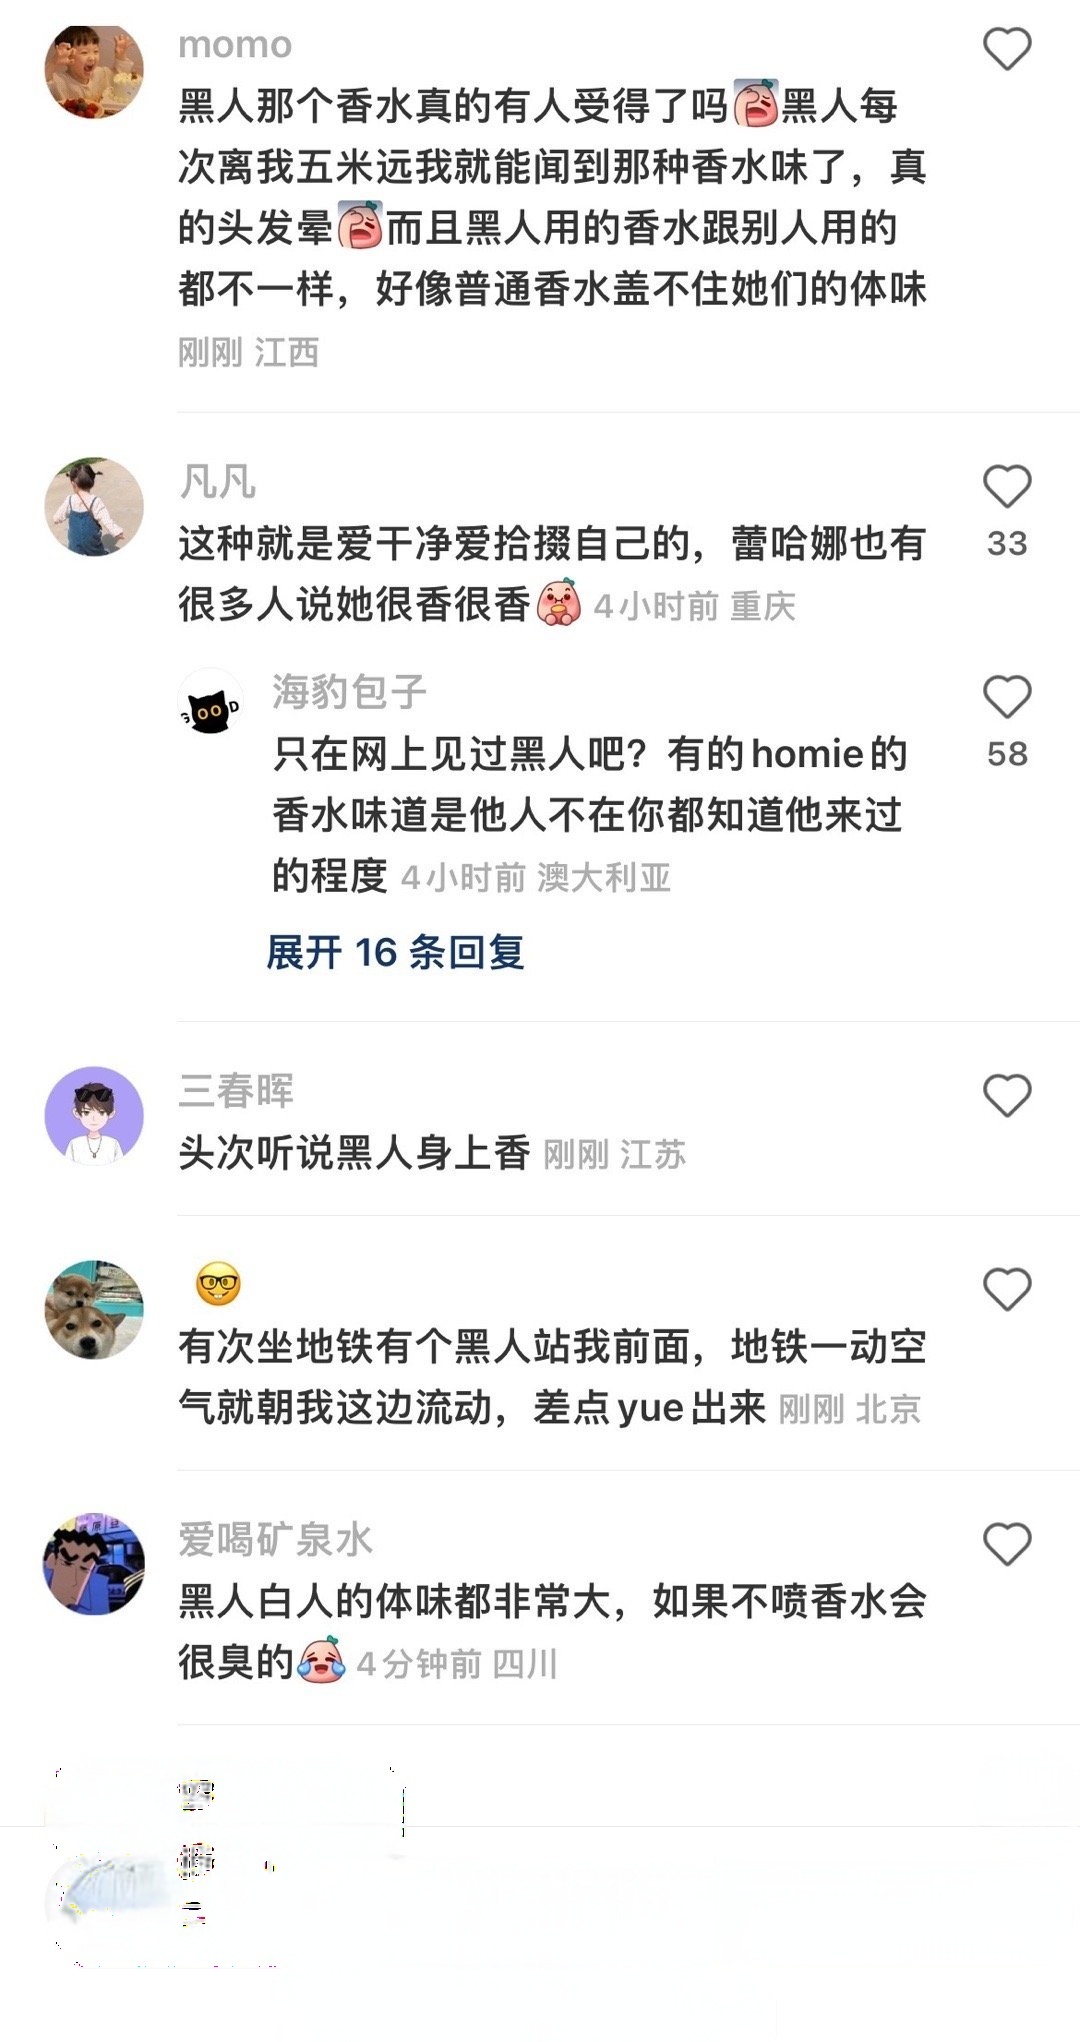 momo
黑人那个香水真的有人受得了吗黑人每
次离我五米远我就能闻到那种香水味了，真
的头发晕而且黑人用的香水跟别人用的
都不一样，好像普通香水盖不住她们的体味
刚刚 江西
凡凡
这种就是爱干净爱拾掇自己的，蕾哈娜也有
33
很多人说她很香很香 4小时前 重庆
GOOD
海豹包子
只在网上见过黑人吧？有的homie的
58
香水味道是他人不在你都知道他来过
的程度 4小时前 澳大利亚
展开 16 条回复
三春晖
头次听说黑人身上香 刚刚 江苏
🤓
有次坐地铁有个黑人站我前面，地铁一动空
气就朝我这边流动，差点yue出来 刚刚 北京
爱喝矿泉水
黑人白人的体味都非常大，如果不喷香水会
很臭的 4分钟前 四川